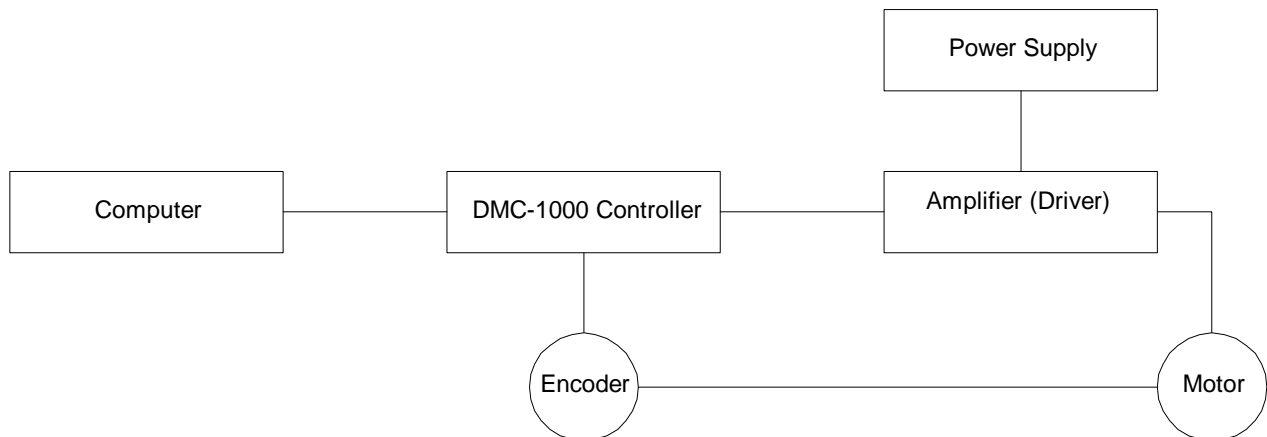 Power Supply
Computer
DMC-1000 Controller
Amplifier (Driver)
Encoder
Motor